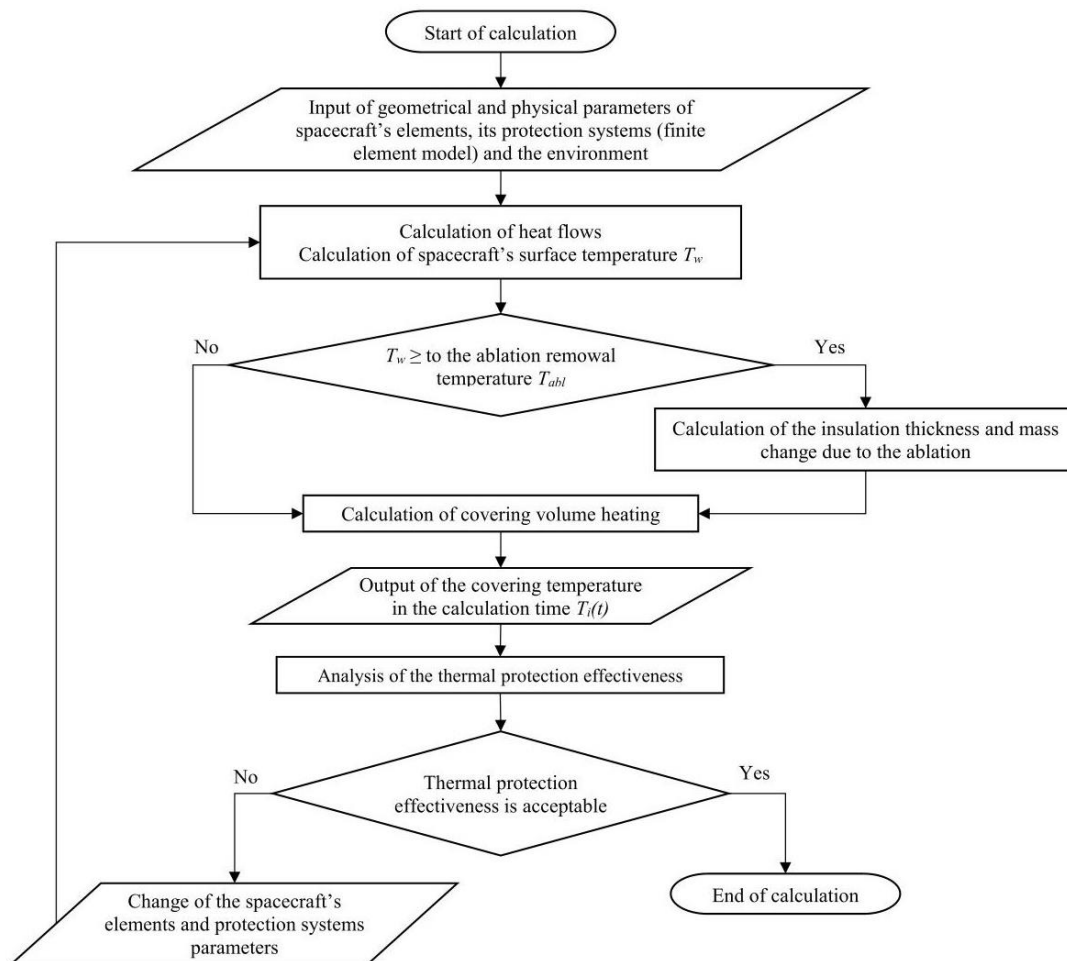 Start of calculation
Input of geometrical and physical parameters of
spacecraft's elements, its protection systems (finite
element model) and the environment
Calculation of heat flows
Calculation of spacecraft's surface temperature Tw
No
Yes
Tw ≥ to the ablation remowal
temperature Tabl
Calculation of the insulation thickness and mass
change due to the ablation
Calculation of covering volume heating
Output of the covering temperature
in the calculation time Ti(t)
Analysis of the thermal protection effectiveness
No
Yes
Thermal protection
effectiveness is acceptable
Change of the spacecraft's
elements and protection systems
parameters
End of calculation